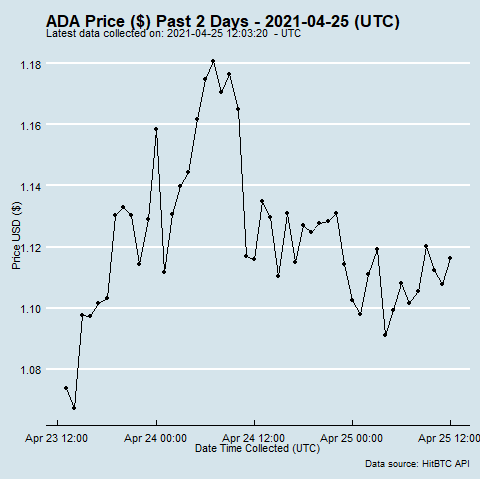 ADA Price ($) Past 2 Days - 2021-04-25 (UTC)
Latest data collected on: 2021-04-25 12:03:20 - UTC
1.18
1.16
1.14
1.12
1.10
1.08
Price USD ($)
Apr 23 12:00 Apr 24 00:00 Apr 24 12:00 Apr 25 00:00 Apr 25 12:00
Date Time Collected (UTC)
Data source: HitBTC API